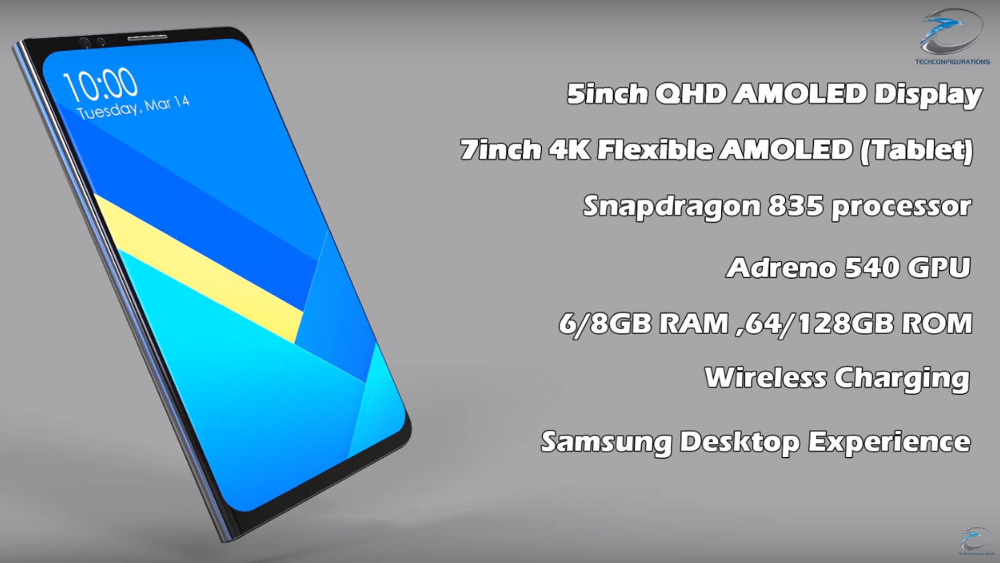 TECHCONFIGURATIONS
10:00
Tuesday, Mar 14
5inch QHD AMOLED Display
7inch 4K Flexible AMOLED (Tablet)
Snapdragon 835 processor
Adreno 540 GPU
6/8GB RAM ,64/128GB ROM
Wireless Charging
Samsung Desktop Experience
TECHCONFIGURATIONS